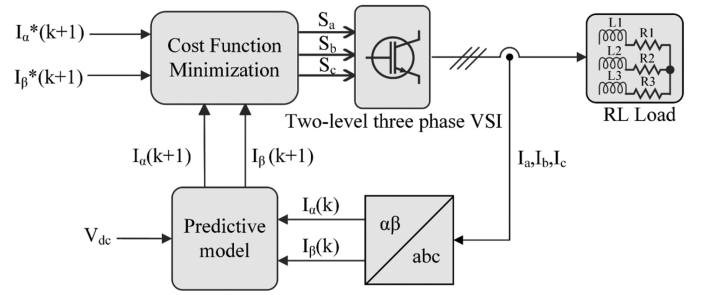 Iα*(k+1)
Iβ*(k+1)
Cost Function
Minimization
Sa
Sb
Sc
Two-level three phase VSI
L1
R1
L2
R2
L3
R3
RL Load
Iα(k+1)
Iβ (k+1)
Ia,Ib,Ic
Vdc
Predictive
model
Iα(k)
Iβ(k)
αβ
abc